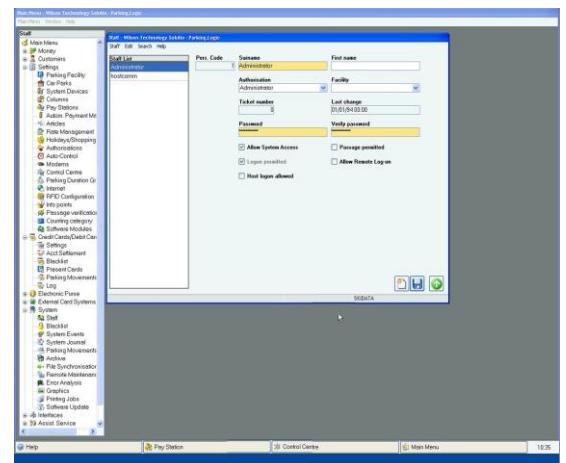 Main Menu - Wilson Technology Solutio - Parking.Logic
Main Menu Window Help
Staff
Main Menu
Money
Customers
Settings
Parking Facility
Car Parks
System Devices
Columns
Pay Stations
Autom. Payment Ma
Articles
Rate Management
Holidays/Shopping
Authorisations
Auto-Control
Modems
Control Centre
Parking Duration Gr
Internet
RFID Configuration
Info points
Passage verification
Counting category
Software Modules
Credit Cards/Debit Card
Settings
Acct Settlement
Blacklist
Present Cards
Parking Movements
Log
Electronic Purse
External Card Systems
System
Staff
Blacklist
System Events
System Journal
Parking Movements
Archive
File Synchronisation
Remote Maintenanc
Error Analysis
Graphics
Printing Jobs
Software Update
Interfaces
Assist Service
Staff - Wilson Technology Solutio - Parking.Logic
Staff Edit Search Help
Staff List
Administrator
hostcomm
Pers. Code Surname First name
1 Administrator
Authorisation Facility
Administrator
Ticket number Last change
0 01/01/94 00:00
Password Verify password
********** **********
Allow System Access Passage permitted
Logon permitted Allow Remote Log-on
Host logon allowed
SKIDATA
Help Pay Station Control Centre Main Menu 10:35